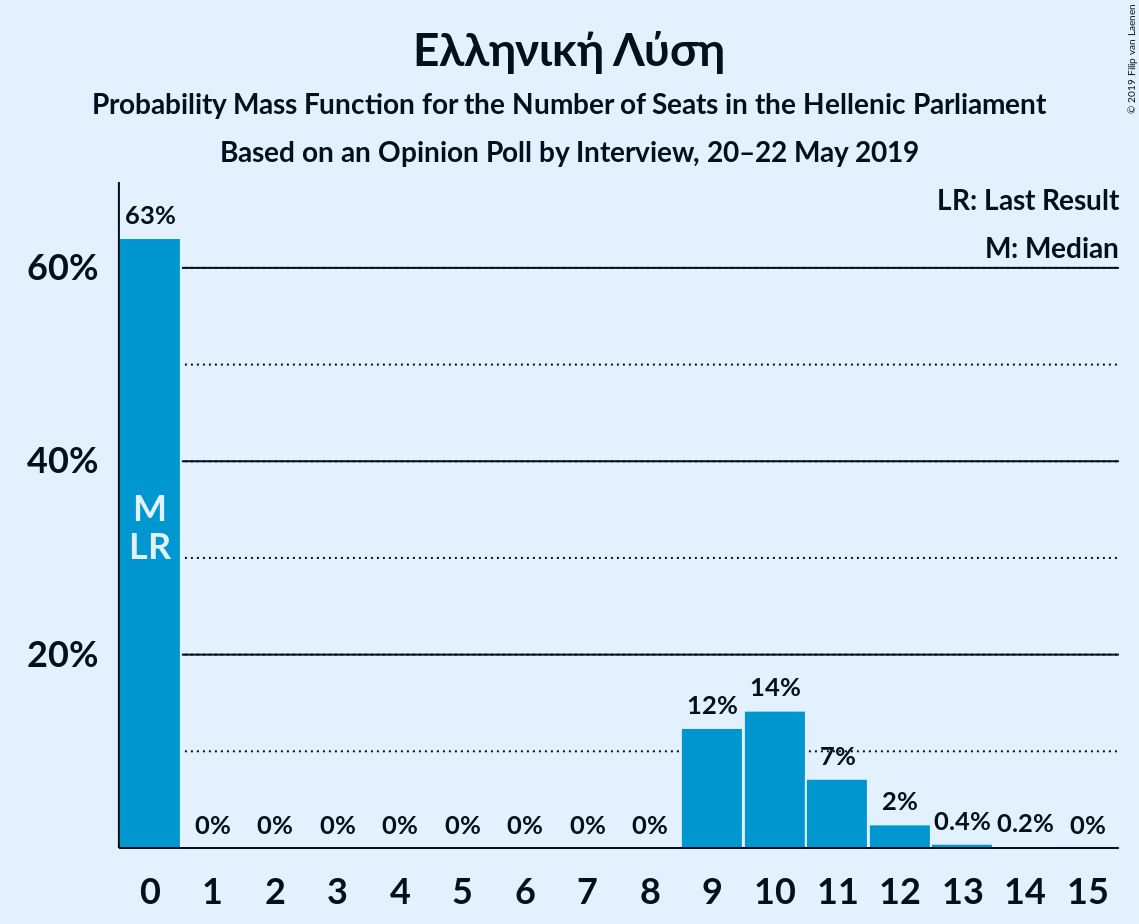 Ελληνική Λύση
Probability Mass Function for the Number of Seats in the Hellenic Parliament
Based on an Opinion Poll by Interview, 20–22 May 2019
© 2019 Filip van Laenen
LR: Last Result
M: Median
60%
40%
20%
63%
M
LR
0%
0%
0%
0%
0%
0%
0%
0%
12%
14%
7%
2%
0.4%
0.2%
0%
0 1 2 3 4 5 6 7 8 9 10 11 12 13 14 15